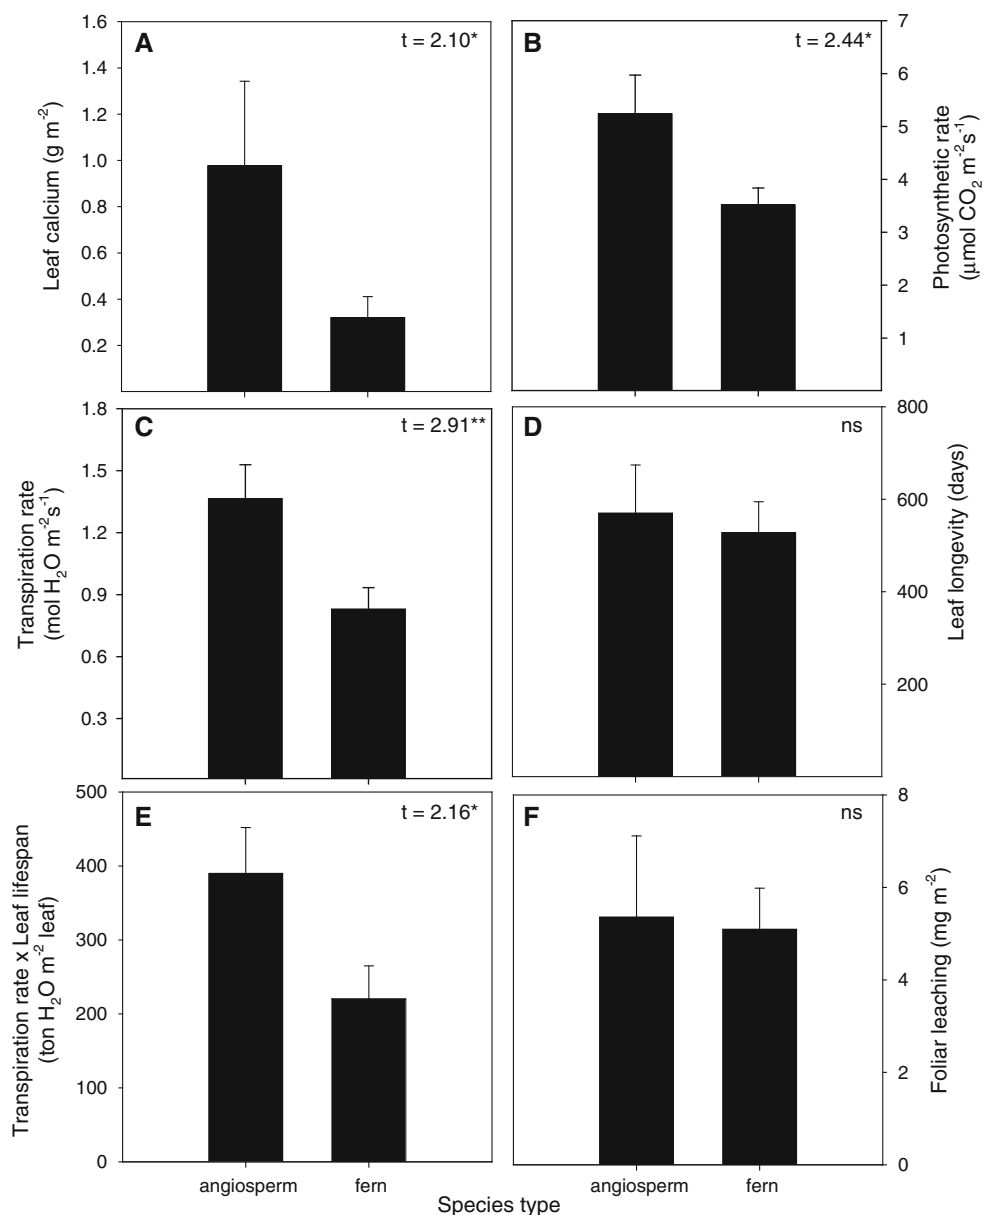 A
t = 2.10*
1.6
1.4
1.2
1.0
0.8
0.6
0.4
0.2
Leaf calcium (g m⁻²)
B
t = 2.44*
7
6
5
4
3
2
1
Photosynthetic rate
(μmol CO₂ m⁻²s⁻¹)
C
t = 2.91**
1.8
1.5
1.2
0.9
0.6
0.3
Transpiration rate
(mol H₂O m⁻²s⁻¹)
D
ns
800
600
400
200
Leaf longevity (days)
E
t = 2.16*
500
400
300
200
100
0
Transpiration rate x Leaf lifespan
(ton H₂O m⁻² leaf)
F
ns
8
6
4
2
0
Foliar leaching (mg m⁻²)
angiosperm
fern
angiosperm
fern
Species type